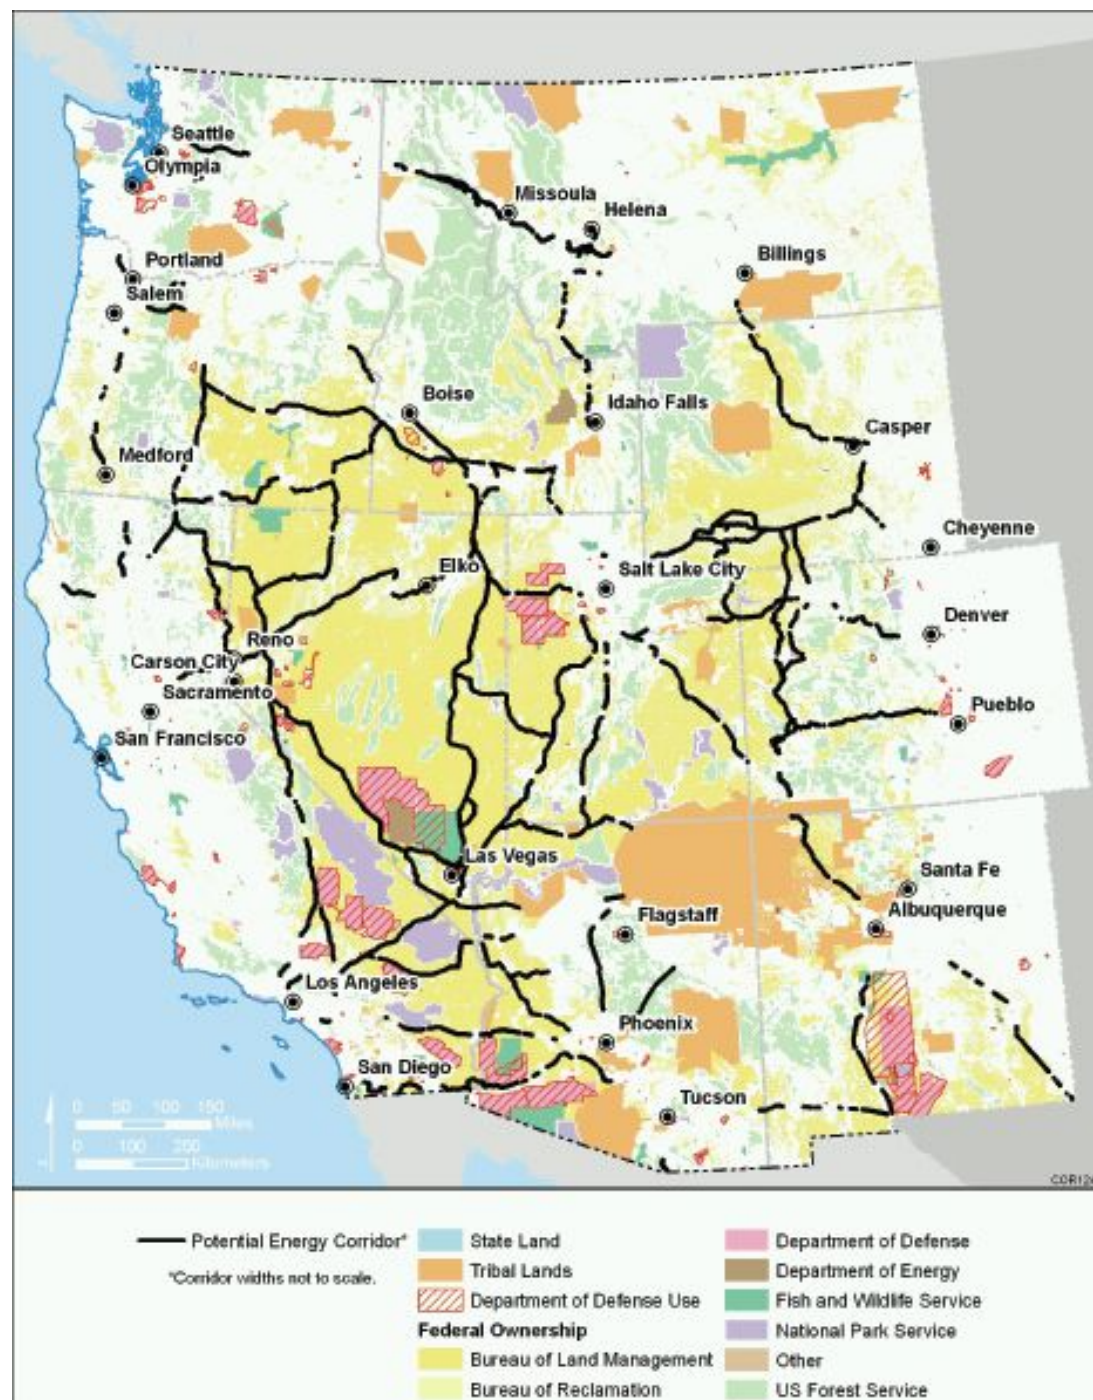 Seattle
Olympia
Missoula
Helena
Portland
Billings
Salem
Boise
Idaho Falls
Casper
Medford
Cheyenne
Elko
Salt Lake City
Denver
Reno
Carson City
Sacramento
Pueblo
San Francisco
Las Vegas
Santa Fe
Flagstaff
Albuquerque
Los Angeles
Phoenix
San Diego
Tucson
0 50 100 150
Miles
0 100 200
Kilometers
Potential Energy Corridor*
*Corridor widths not to scale.
State Land
Tribal Lands
Department of Defense Use
Federal Ownership
Bureau of Land Management
Bureau of Reclamation
Department of Defense
Department of Energy
Fish and Wildlife Service
National Park Service
Other
US Forest Service